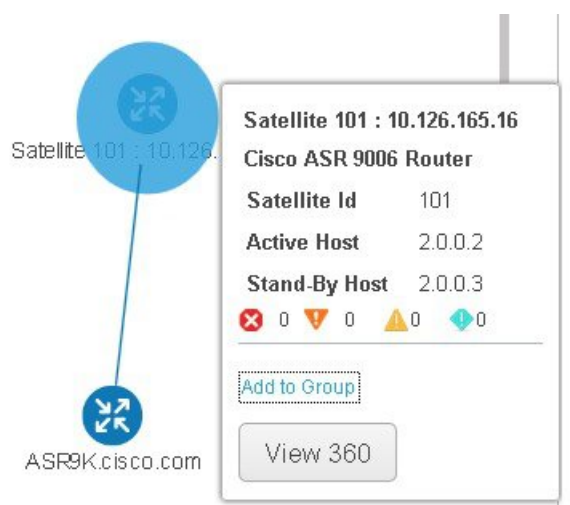 Satellite 101 : 10.126.
Satellite 101 : 10.126.165.16
Cisco ASR 9006 Router
Satellite Id 101
Active Host 2.0.0.2
Stand-By Host 2.0.0.3
0 0 0 0
Add to Group
View 360
ASR9K.cisco.com